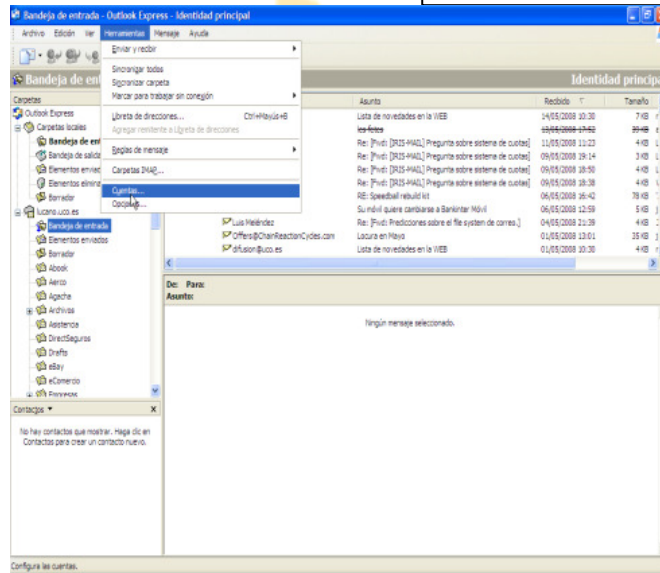 Bandeja de entrada - Outlook Express - Identidad principal
Archivo Edición Ver Herramientas Mensaje Ayuda
Enviar y recibir
Sincronizar todos
Sincronizar carpeta
Marcar para trabajar sin conexión
Libreta de direcciones... Ctrl+Mayús+B
Agregar remitente a Libreta de direcciones
Reglas de mensaje
Carpetas IMAP...
Cuentas...
Opciones...
Bandeja de ent
Identidad princip
Carpetas
Outlook Express
Carpetas locales
Bandeja de en
Bandeja de salida
Elementos enviac
Elementos elimina
Borrador
lucano.uco.es
Bandeja de entrada
Elementos enviados
Borrador
Abook
Aerco
Agacha
Archivos
Asistencia
DirectSeguros
Drafts
eBay
eComercio
Empresas
Asunto Recibido Tamaño
Lista de novedades en la WEB 14/05/2008 10:30 7 KB
los fotos 13/05/2008 17:52 39 KB
Re: [Fwd: [IRIS-MAIL] Pregunta sobre sistema de cuotas] 11/05/2008 11:23 4 KB
Re: [Fwd: [IRIS-MAIL] Pregunta sobre sistema de cuotas] 09/05/2008 19:14 3 KB
Re: [Fwd: [IRIS-MAIL] Pregunta sobre sistema de cuotas] 09/05/2008 18:50 4 KB
Re: [Fwd: [IRIS-MAIL] Pregunta sobre sistema de cuotas] 09/05/2008 18:38 4 KB
RE: Speedball rebuild kit 06/05/2008 16:42 78 KB
Su móvil quiere cambiarse a Bankinter Móvil 06/05/2008 12:59 5 KB
Luis Meléndez Re: [Fwd: Predicciones sobre el file system de correo.] 04/05/2008 21:39 4 KB
Offers@ChainReactionCycles.com Locura en Mayo 01/05/2008 13:01 35 KB
difusion@uco.es Lista de novedades en la WEB 01/05/2008 10:30 4 KB
De: Para:
Asunto:
Ningún mensaje seleccionado.
Contactos
No hay contactos que mostrar. Haga clic en
Contactos para crear un contacto nuevo.
Configura las cuentas.